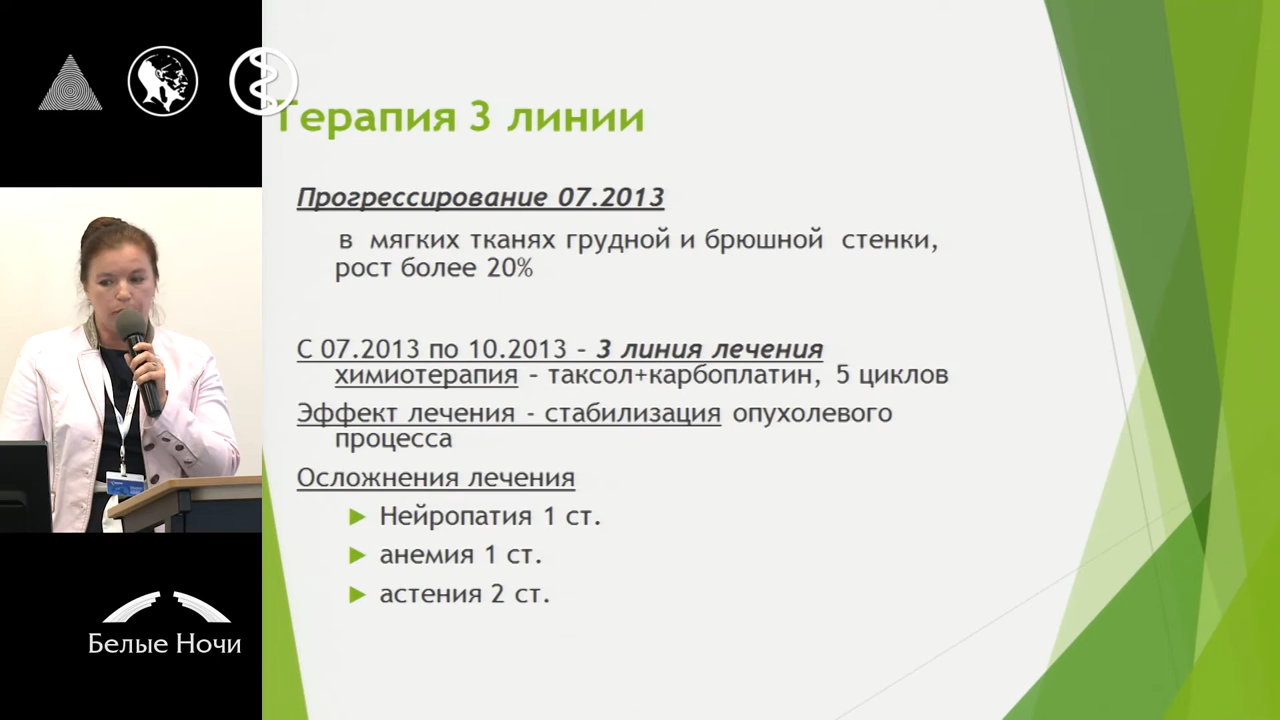 Терапия 3 линии
Прогрессирование 07.2013
в мягких тканях грудной и брюшной стенки,
рост более 20%
С 07.2013 по 10.2013 – 3 линия лечения
химиотерапия – таксол+карбоплатин, 5 циклов
Эффект лечения - стабилизация опухолевого
процесса
Осложнения лечения
Нейропатия 1 ст.
анемия 1 ст.
астения 2 ст.
Белые Ночи